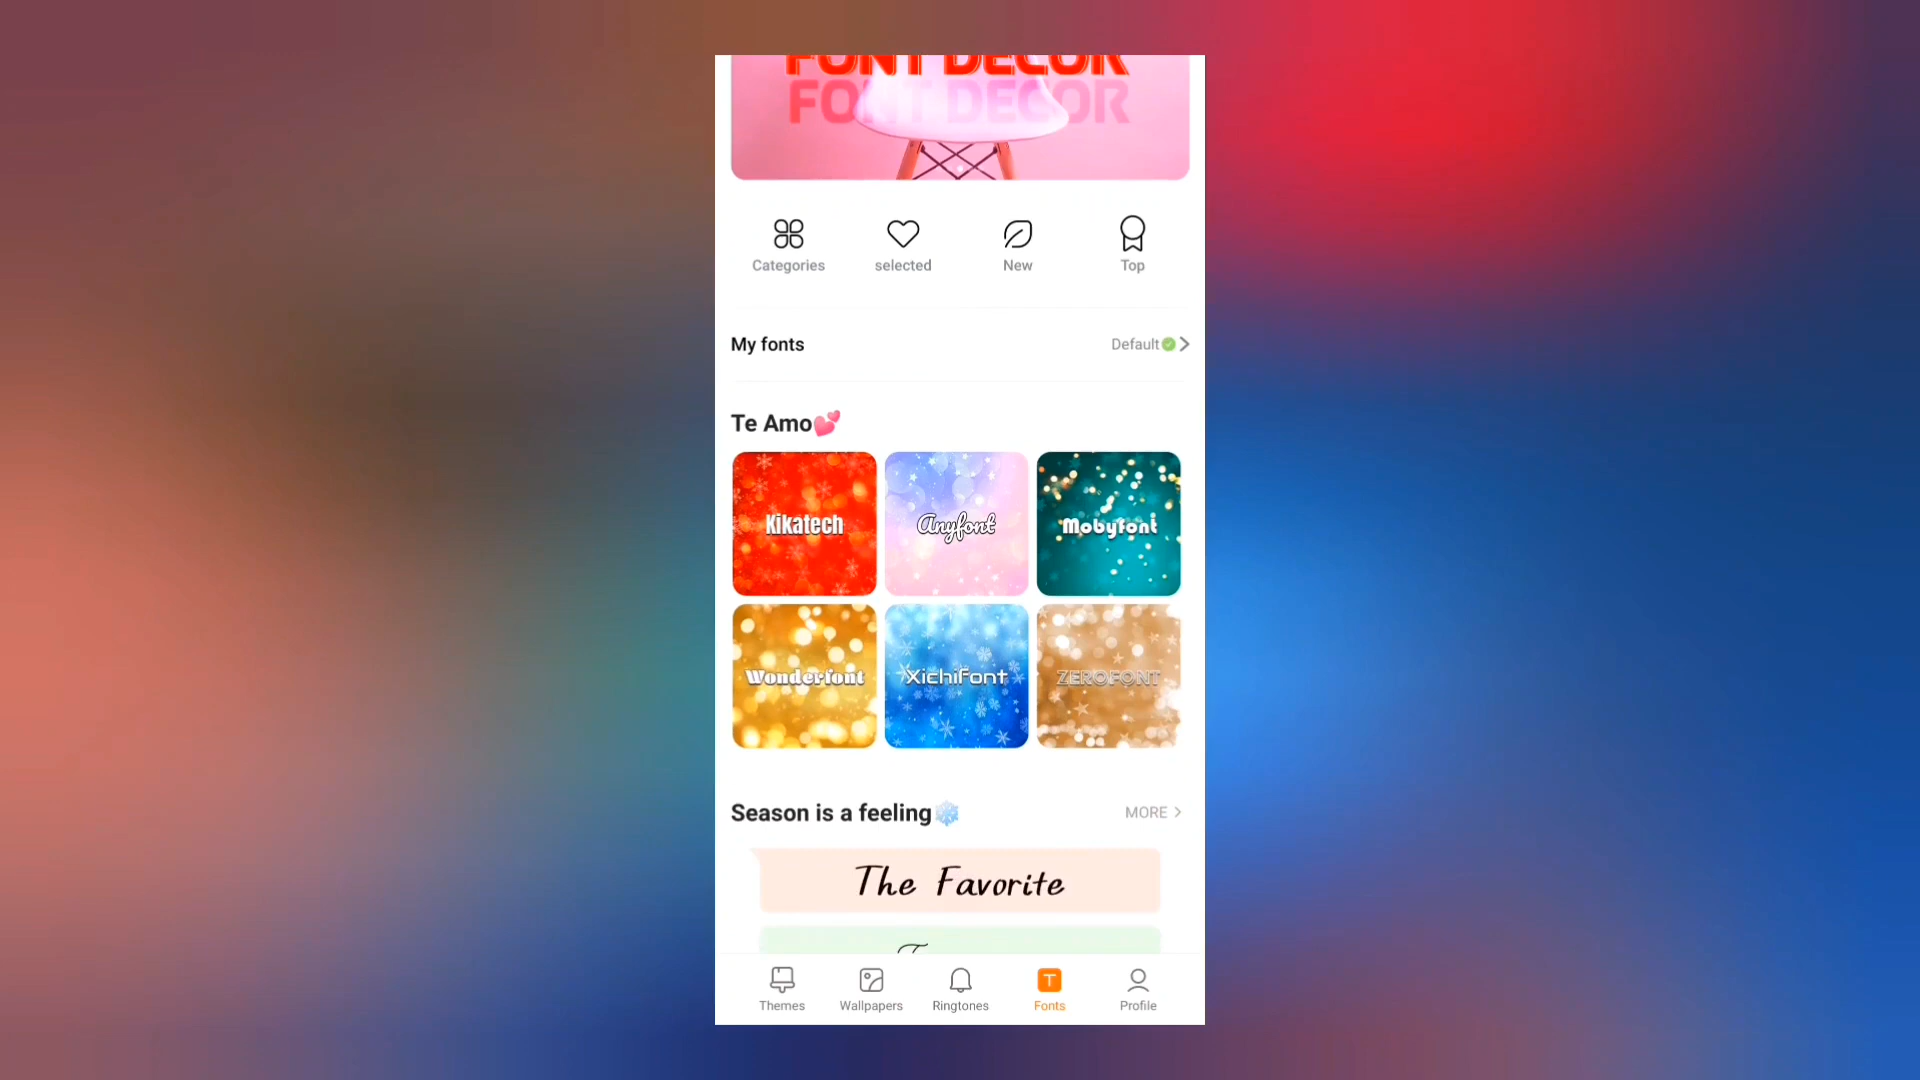 FONT DECOR
FONT DECOR
Categories
selected
New
Top
My fonts
Default
Te Amo💕
Kikatech
Anyfont
Mobyfont
Wonderfont
XichiFont
ZEROFONT
Season is a feeling❄️
MORE
The Favorite
Themes
Wallpapers
Ringtones
Fonts
Profile